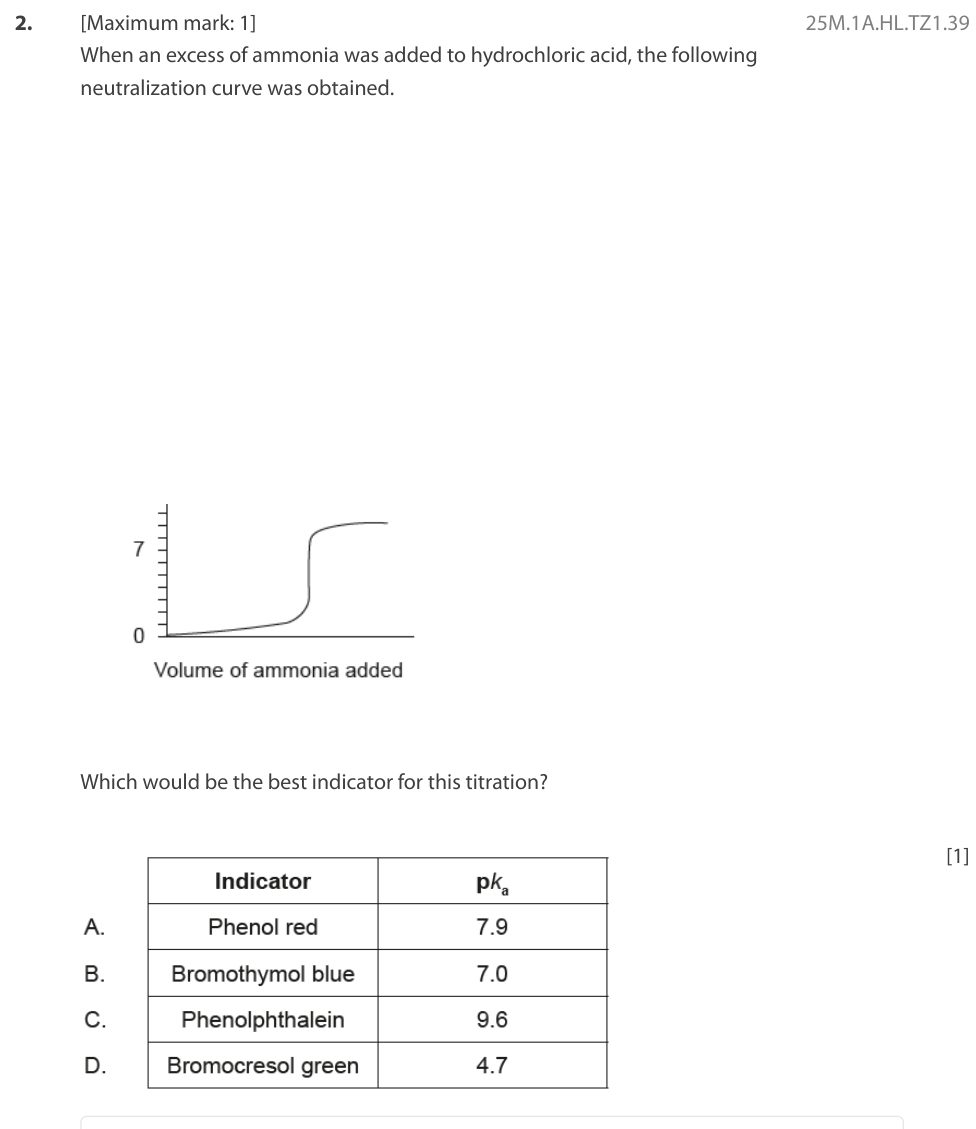 2. [Maximum mark: 1] 25M.1A.HL.TZ1.39
When an excess of ammonia was added to hydrochloric acid, the following
neutralization curve was obtained.
7
0
Volume of ammonia added
Which would be the best indicator for this titration?
[1]
Indicator pkₐ
A. Phenol red 7.9
B. Bromothymol blue 7.0
C. Phenolphthalein 9.6
D. Bromocresol green 4.7